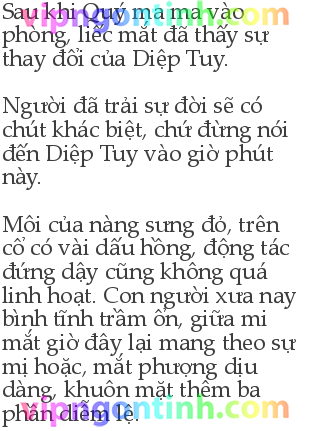 vipngontinh.com
Sau khi Quý ma ma vào
phòng, liếc mắt đã thấy sự
thay đổi của Diệp Tuy.
Người đã trải sự đời sẽ có
chút khác biệt, chứ đừng nói
đến Diệp Tuy vào giờ phút
này.
Môi của nàng sưng đỏ, trên
cổ có vài dấu hồng, động tác
đứng dậy cũng không quá
linh hoạt. Con người xưa nay
bình tĩnh trầm ổn, giữa mi
mắt giờ đây lại mang theo sự
mị hoặc, mắt phượng dịu
dàng, khuôn mặt thêm ba
phần diễm lệ.
vipngontinh.com